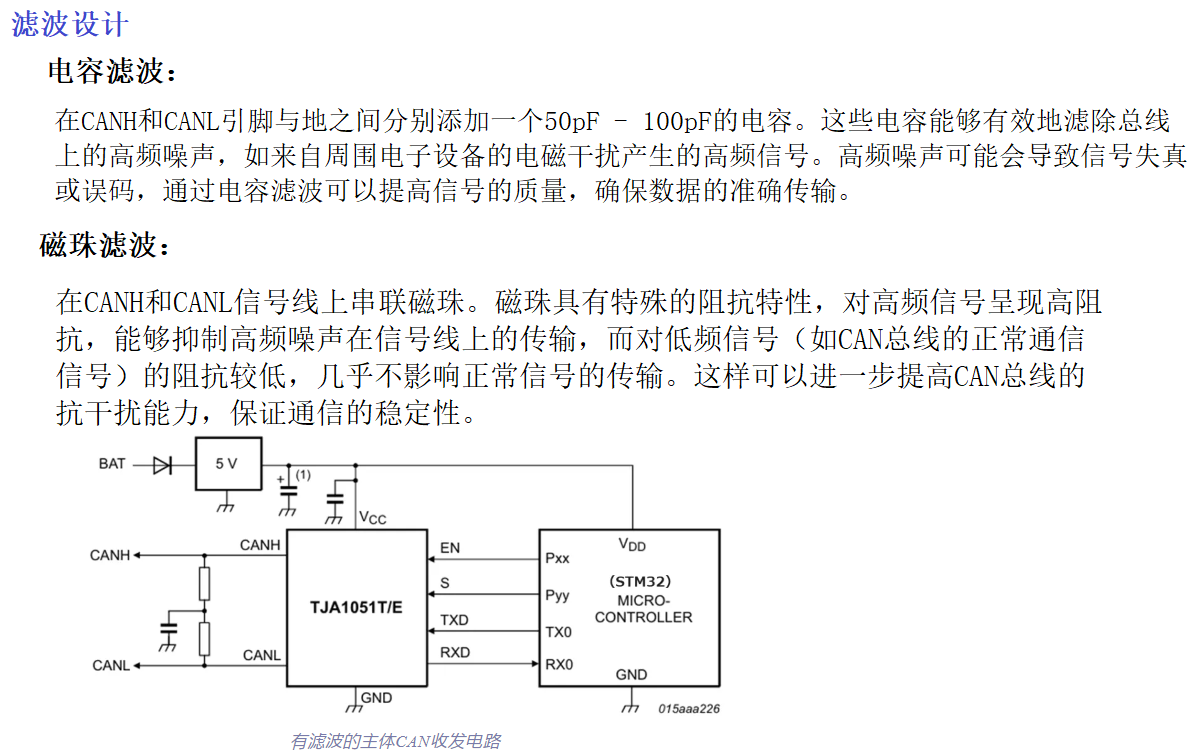 滤波设计
电容滤波：
在CANH和CANL引脚与地之间分别添加一个50pF - 100pF的电容。这些电容能够有效地滤除总线
上的高频噪声，如来自周围电子设备的电磁干扰产生的高频信号。高频噪声可能会导致信号失真
或误码，通过电容滤波可以提高信号的质量，确保数据的准确传输。
磁珠滤波：
在CANH和CANL信号线上串联磁珠。磁珠具有特殊的阻抗特性，对高频信号呈现高阻
抗，能够抑制高频噪声在信号线上的传输，而对低频信号（如CAN总线的正常通信
信号）的阻抗较低，几乎不影响正常信号的传输。这样可以进一步提高CAN总线的
抗干扰能力，保证通信的稳定性。
BAT
5 V
+
(1)
VCC
CANH
CANH
EN
Pxx
VDD
S
Pyy
(STM32)
MICRO-
CONTROLLER
TJA1051T/E
TXD
TX0
CANL
CANL
RXD
RX0
GND
GND
015aaa226
有滤波的主体CAN收发电路